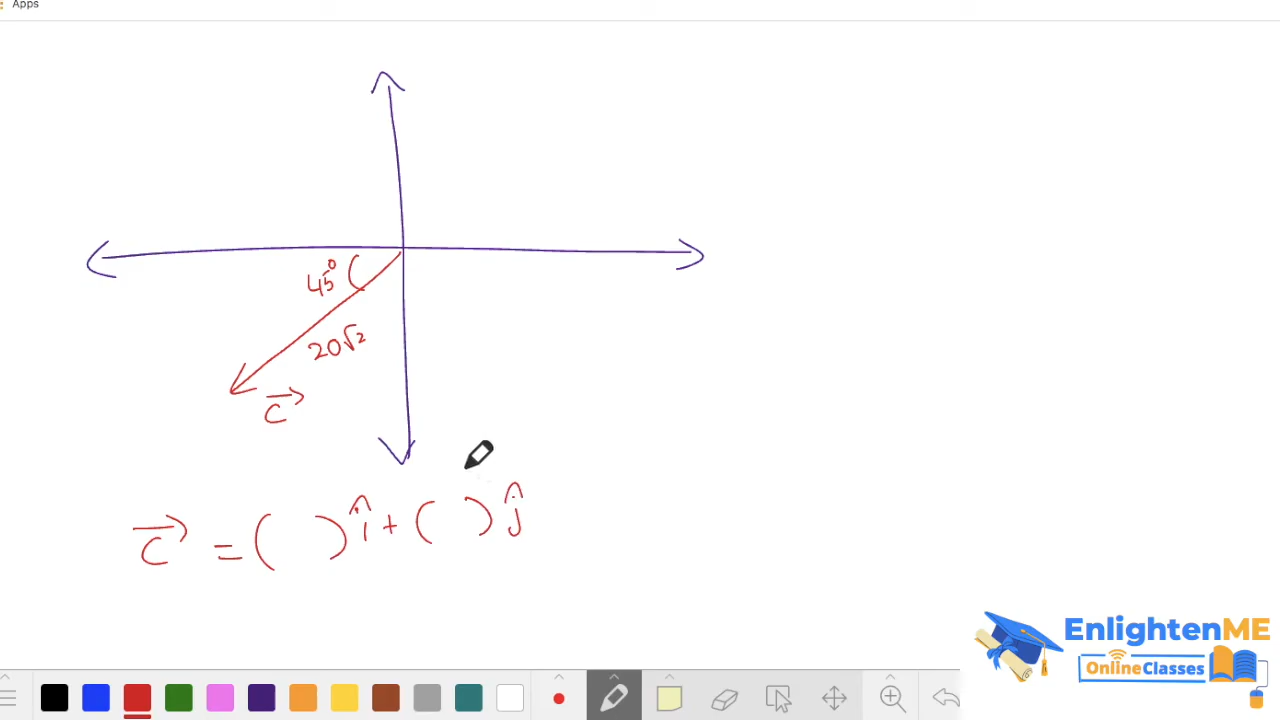 Apps
45°
20√2
C⃗
C⃗ = ( ) î + ( ) ĵ
EnlightenME
OnlineClasses